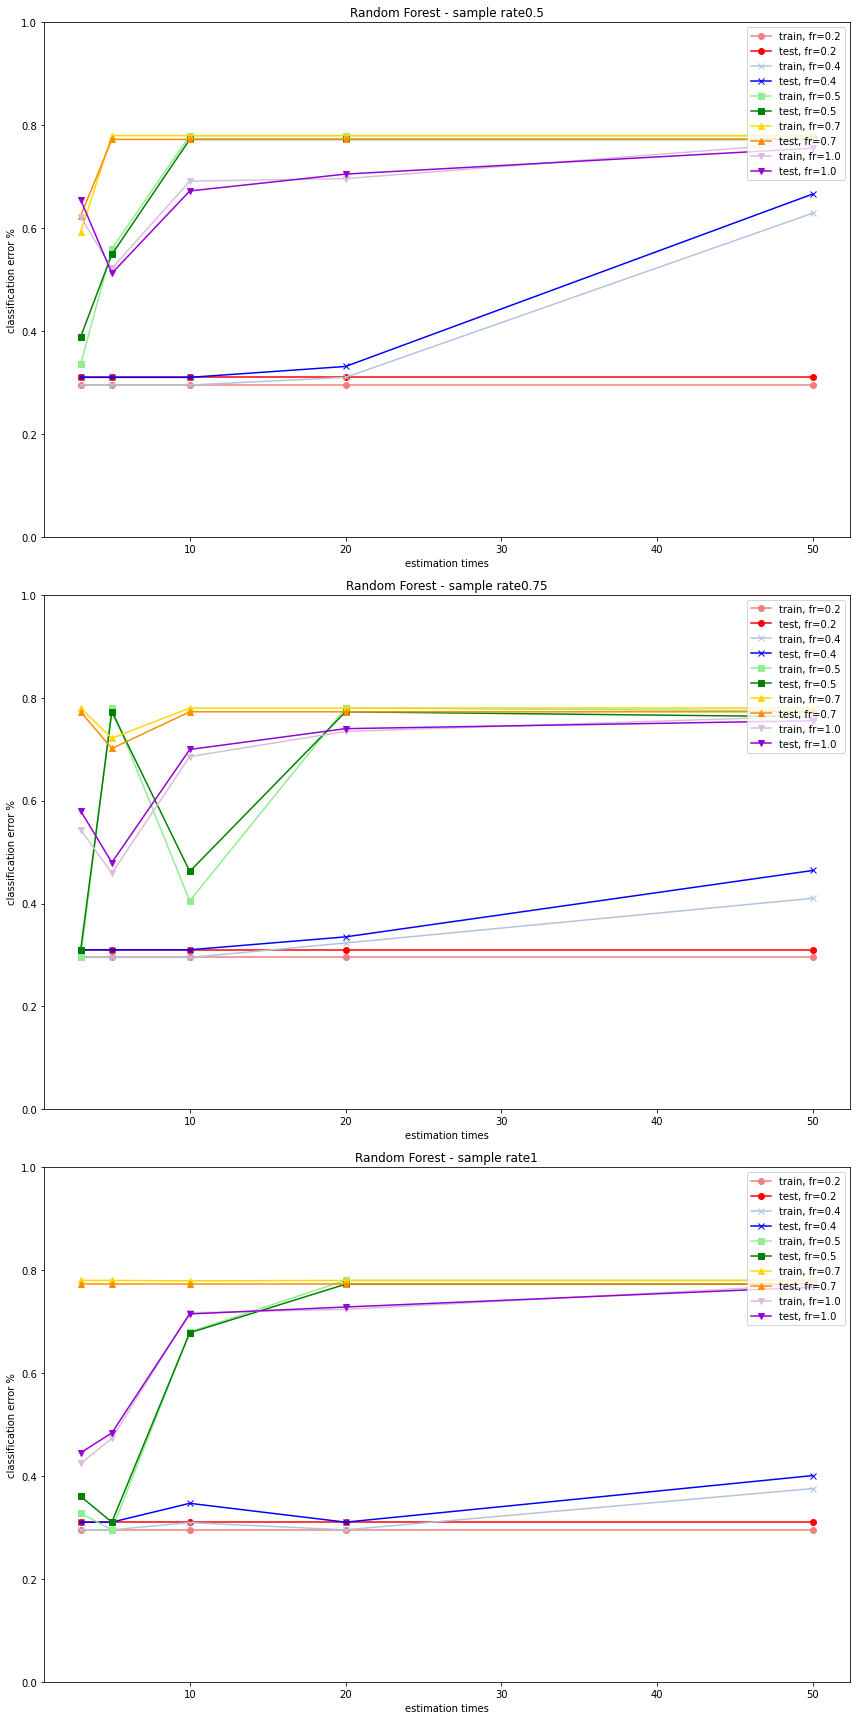 Random Forest - sample rate0.5
1.0
0.8
0.6
0.4
0.2
0.0
classification error %
train, fr=0.2
test, fr=0.2
train, fr=0.4
test, fr=0.4
train, fr=0.5
test, fr=0.5
train, fr=0.7
test, fr=0.7
train, fr=1.0
test, fr=1.0
10 20 30 40 50
estimation times
Random Forest - sample rate0.75
1.0
0.8
0.6
0.4
0.2
0.0
classification error %
train, fr=0.2
test, fr=0.2
train, fr=0.4
test, fr=0.4
train, fr=0.5
test, fr=0.5
train, fr=0.7
test, fr=0.7
train, fr=1.0
test, fr=1.0
10 20 30 40 50
estimation times
Random Forest - sample rate1
1.0
0.8
0.6
0.4
0.2
0.0
classification error %
train, fr=0.2
test, fr=0.2
train, fr=0.4
test, fr=0.4
train, fr=0.5
test, fr=0.5
train, fr=0.7
test, fr=0.7
train, fr=1.0
test, fr=1.0
10 20 30 40 50
estimation times